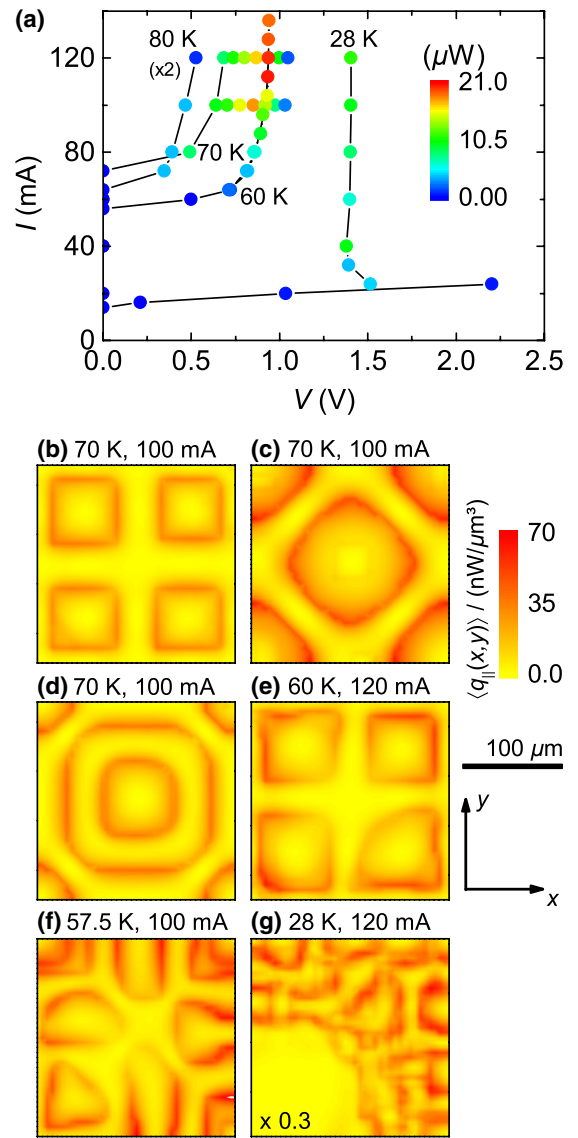 (a)
80 K
(x2)
28 K
(μW)
21.0
10.5
0.00
70 K
60 K
120
80
40
0
I (mA)
0.0 0.5 1.0 1.5 2.0 2.5
V (V)
(b) 70 K, 100 mA
(c) 70 K, 100 mA
70
35
0.0
⟨q||(x,y)⟩ / (nW/μm³)
(d) 70 K, 100 mA
(e) 60 K, 120 mA
100 μm
y
x
(f) 57.5 K, 100 mA
(g) 28 K, 120 mA
x 0.3